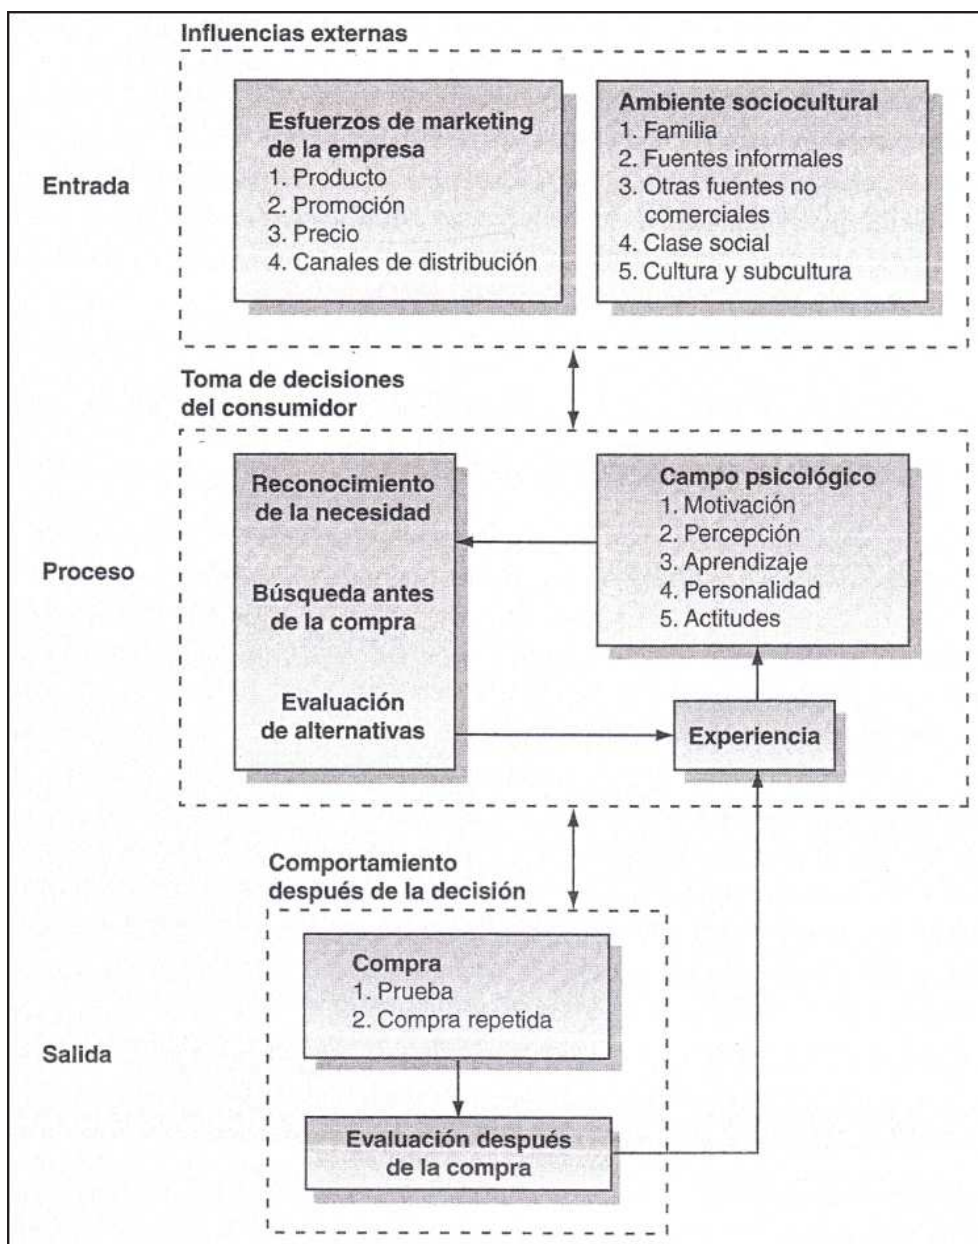 Influencias externas
Entrada
Esfuerzos de marketing
de la empresa
1. Producto
2. Promoción
3. Precio
4. Canales de distribución
Ambiente sociocultural
1. Familia
2. Fuentes informales
3. Otras fuentes no
comerciales
4. Clase social
5. Cultura y subcultura
Toma de decisiones
del consumidor
Proceso
Reconocimiento
de la necesidad
Búsqueda antes
de la compra
Evaluación
de alternativas
Campo psicológico
1. Motivación
2. Percepción
3. Aprendizaje
4. Personalidad
5. Actitudes
Experiencia
Comportamiento
después de la decisión
Salida
Compra
1. Prueba
2. Compra repetida
Evaluación después
de la compra